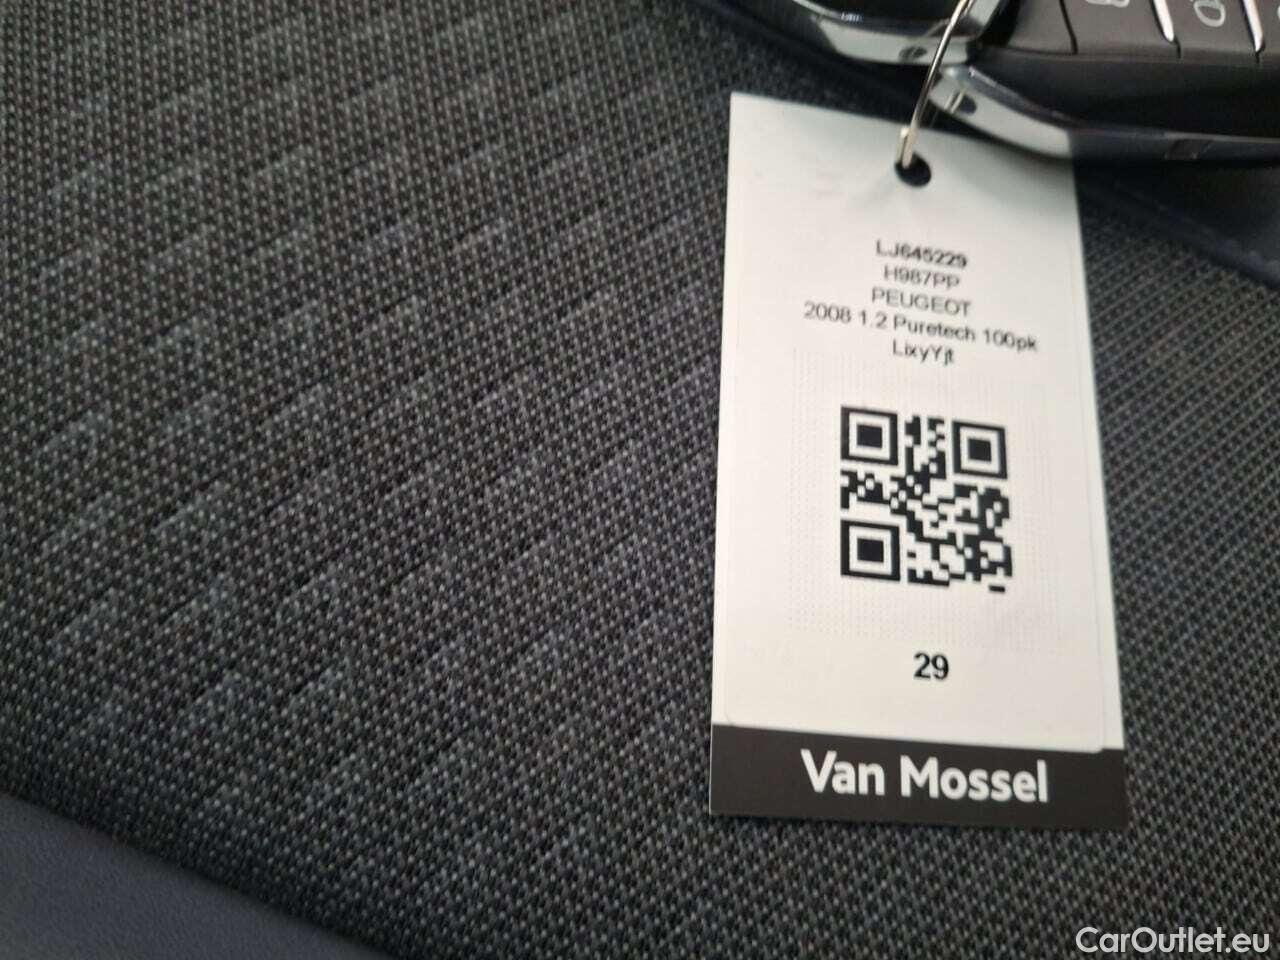 LJ645229
H987PP
PEUGEOT
2008 1.2 Puretech 100pk
LixyYjt
29
Van Mossel
CarOutlet.eu